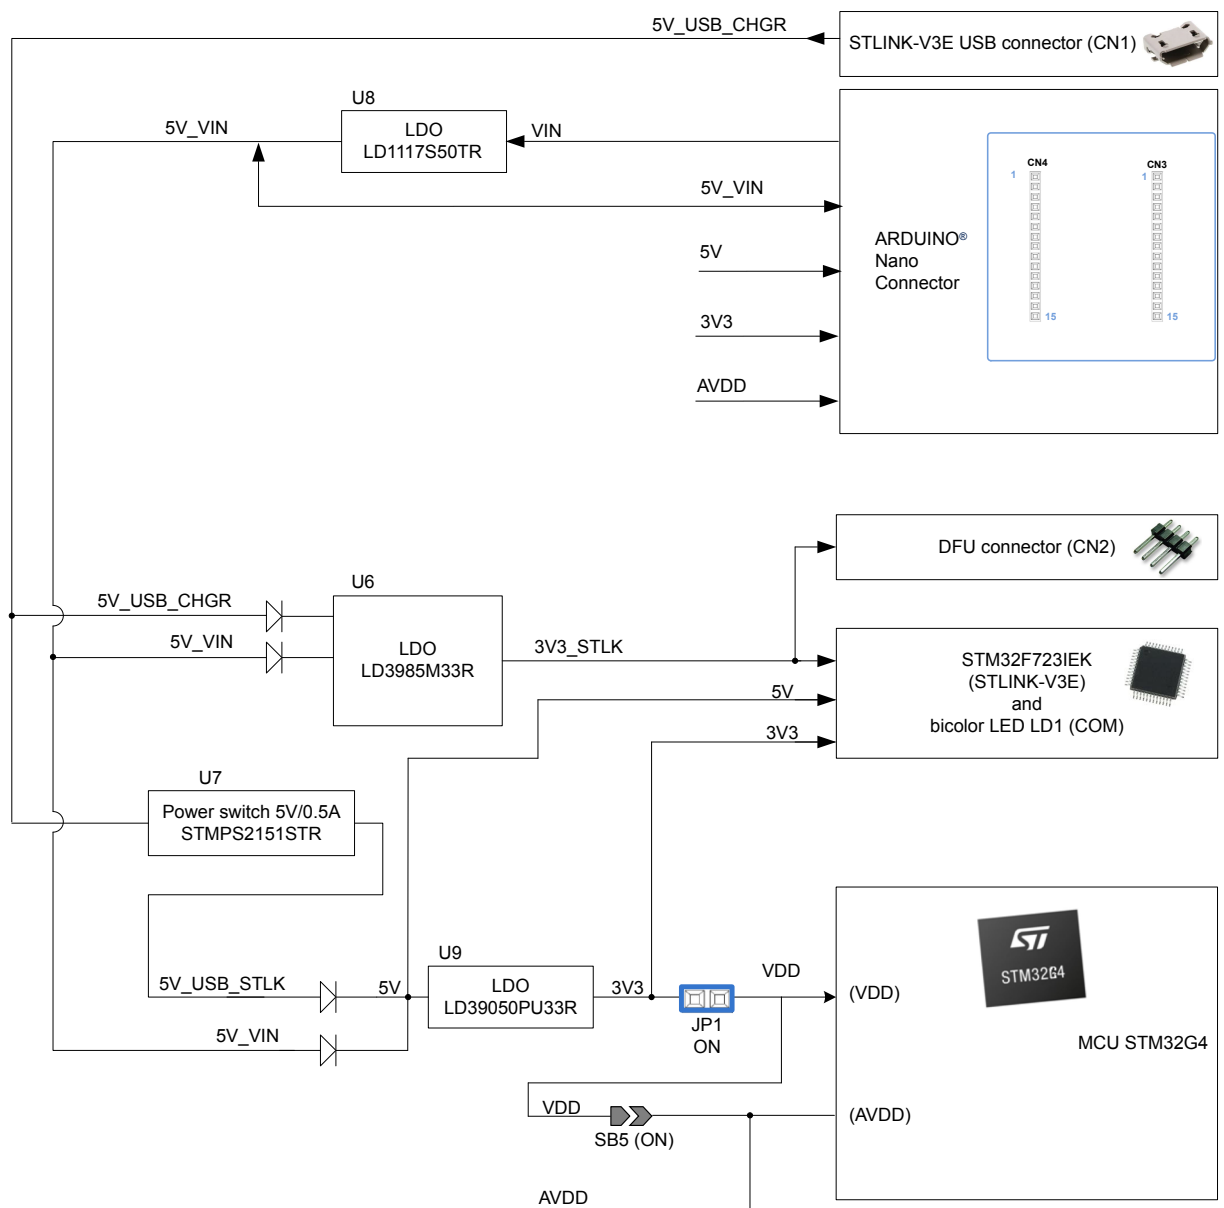 5V_USB_CHGR
STLINK-V3E USB connector (CN1)
U8
LDO
LD1117S50TR
5V_VIN
VIN
5V_VIN
5V
3V3
AVDD
ARDUINO®
Nano
Connector
CN4
CN3
1
1
15
15
DFU connector (CN2)
U6
5V_USB_CHGR
5V_VIN
LDO
LD3985M33R
3V3_STLK
5V
3V3
STM32F723IEK
(STLINK-V3E)
and
bicolor LED LD1 (COM)
U7
Power switch 5V/0.5A
STMPS2151STR
5V_USB_STLK
5V_VIN
5V
U9
LDO
LD39050PU33R
3V3
JP1
ON
VDD
(VDD)
ST
STM32G4
MCU STM32G4
VDD
SB5 (ON)
(AVDD)
AVDD